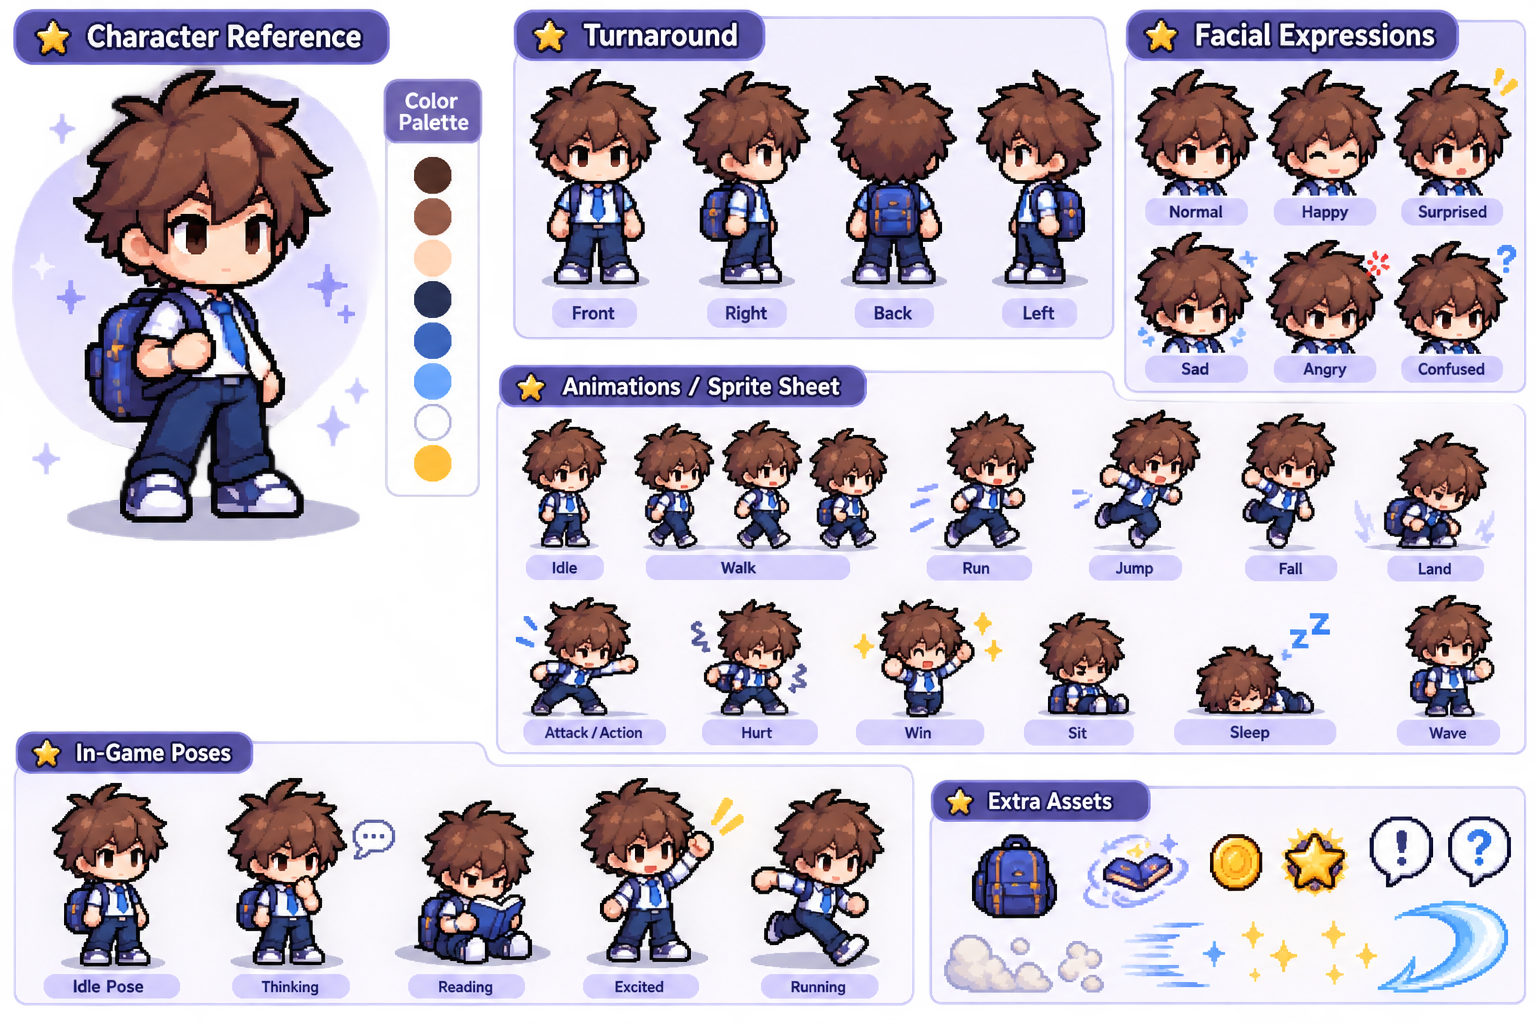 Character Reference
Color
Palette
Turnaround
Front
Right
Back
Left
Facial Expressions
Normal
Happy
Surprised
?
Sad
Angry
Confused
Animations / Sprite Sheet
Idle
Walk
Run
Jump
Fall
Land
z z
Attack / Action
Hurt
Win
Sit
Sleep
Wave
In-Game Poses
...
Idle Pose
Thinking
Reading
Excited
Running
Extra Assets
! ?